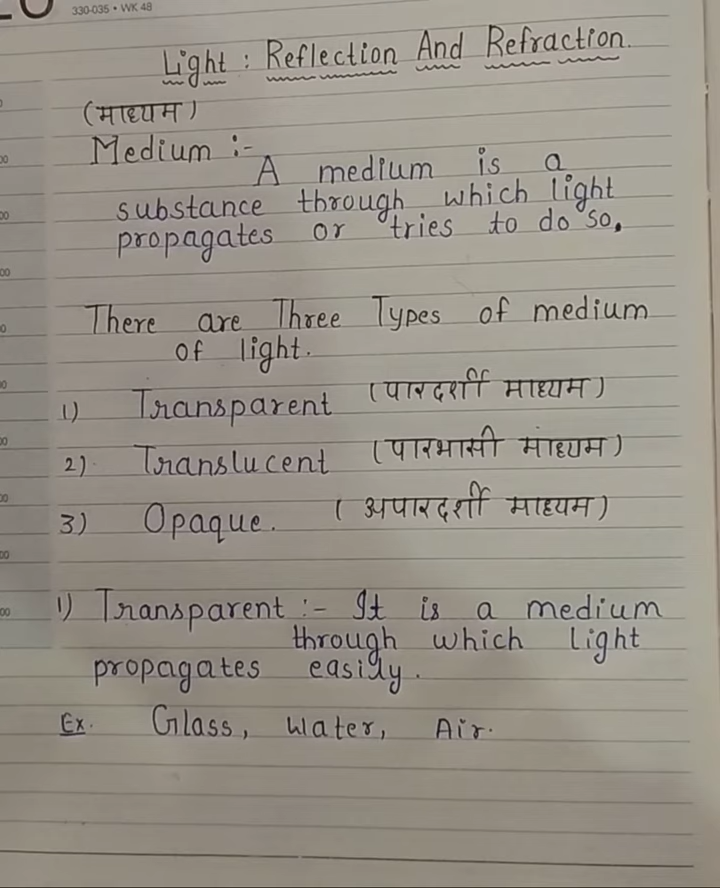 330-035 • WK 48
Light : Reflection And Refraction.
(माध्यम)
Medium :-
A medium is a
substance through which light
propagates or tries to do so.
There are Three Types of medium
of light.
1) Transparent (पारदर्शी माध्यम)
2) Translucent (पारभासी माध्यम)
3) Opaque. (अपारदर्शी माध्यम)
1) Transparent :- It is a medium
through which light
propagates easily.
Ex. Glass, Water, Air.